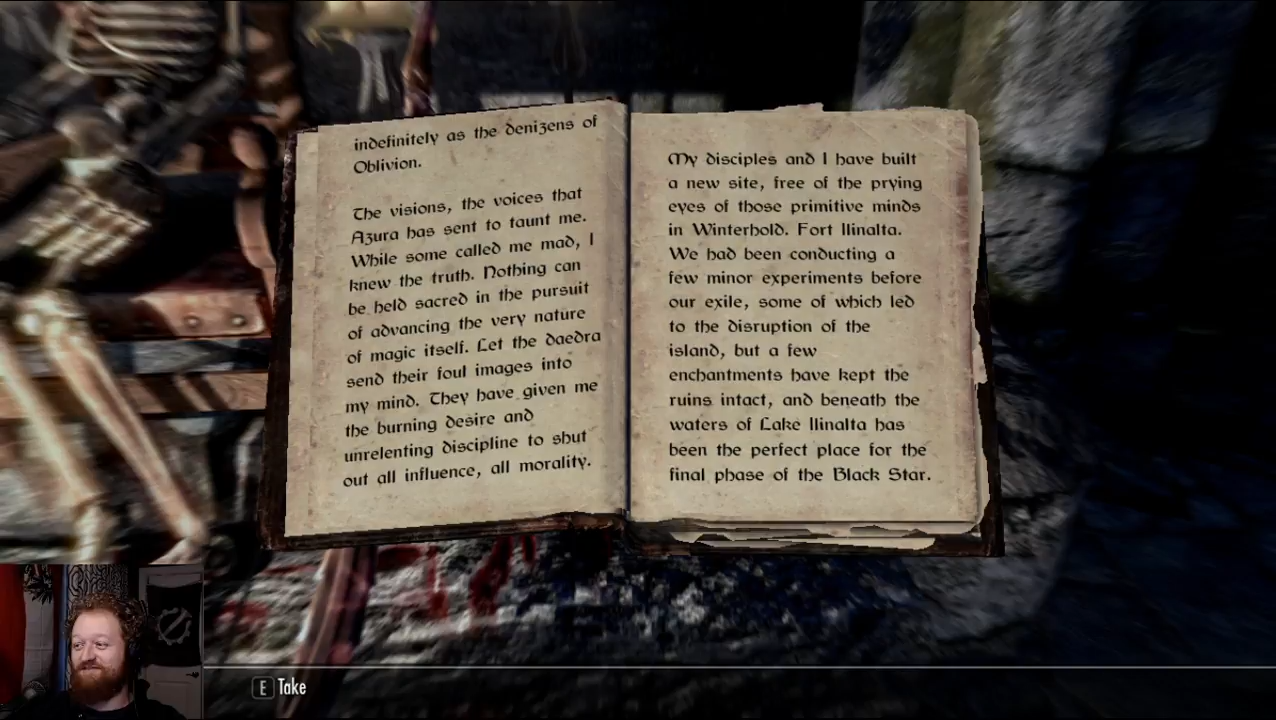 indefinitely as the denizens of
Oblivion.
The visions, the voices that
Azura has sent to taunt me.
While some called me mad, I
knew the truth. Nothing can
be held sacred in the pursuit
of advancing the very nature
of magic itself. Let the daedra
send their foul images into
my mind. They have given me
the burning desire and
unrelenting discipline to shut
out all influence, all morality.
My disciples and I have built
a new site, free of the prying
eyes of those primitive minds
in Winterhold. Fort Ilinalta.
We had been conducting a
few minor experiments before
our exile, some of which led
to the disruption of the
island, but a few
enchantments have kept the
ruins intact, and beneath the
waters of Lake Ilinalta has
been the perfect place for the
final phase of the Black Star.
E Take